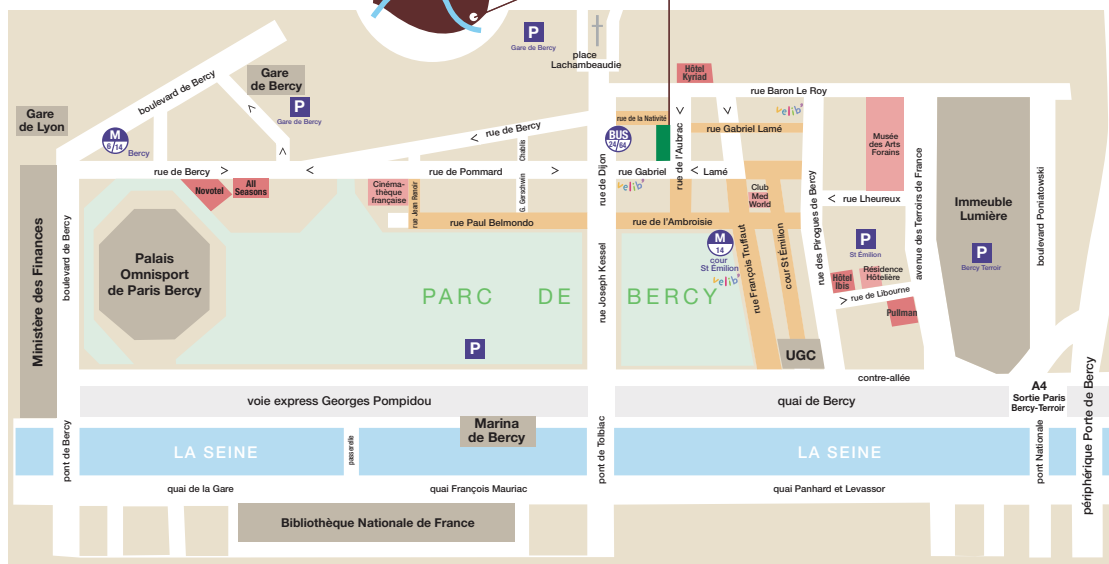 P
Gare de Bercy
place
Lachambeaudie
Hôtel
Kyriad
rue Baron Le Roy
boulevard de Bercy
Gare
de Bercy
P
Gare de Bercy
Gare
de Lyon
M
6/14
Bercy
rue de Bercy
Chablis
BUS
24/64
rue de la Nativité
rue de l'Aubrac
velib'
rue Gabriel Lamé
Musée
des Arts
Forains
rue de Bercy
rue de Pommard
rue de Dijon
rue Gabriel
Lamé
velib'
Novotel
All
Seasons
Cinéma-
thèque
française
rue Jean Renoir
G. Gerschwin
Club
Med
World
rue des Pirogues de Bercy
rue Lheureux
avenue des Terroirs de France
Immeuble
Lumière
boulevard Poniatowski
rue Paul Belmondo
rue de l'Ambroisie
Ministère des Finances
boulevard de Bercy
Palais
Omnisport
de Paris Bercy
PARC DE BERCY
rue Joseph Kessel
M
14
cour
St Émilion
velib'
rue François Truffaut
cour St Émilion
P
St Émilion
P
Bercy Terroir
Hôtel
Ibis
Résidence
Hôtelière
rue de Libourne
Pullman
P
UGC
contre-allée
voie express Georges Pompidou
quai de Bercy
A4
Sortie Paris
Bercy-Terroir
périphérique Porte de Bercy
Marina
de Bercy
pont de Bercy
LA SEINE
passerelle
pont de Tolbiac
LA SEINE
pont Nationale
quai de la Gare
quai François Mauriac
quai Panhard et Levassor
Bibliothèque Nationale de France